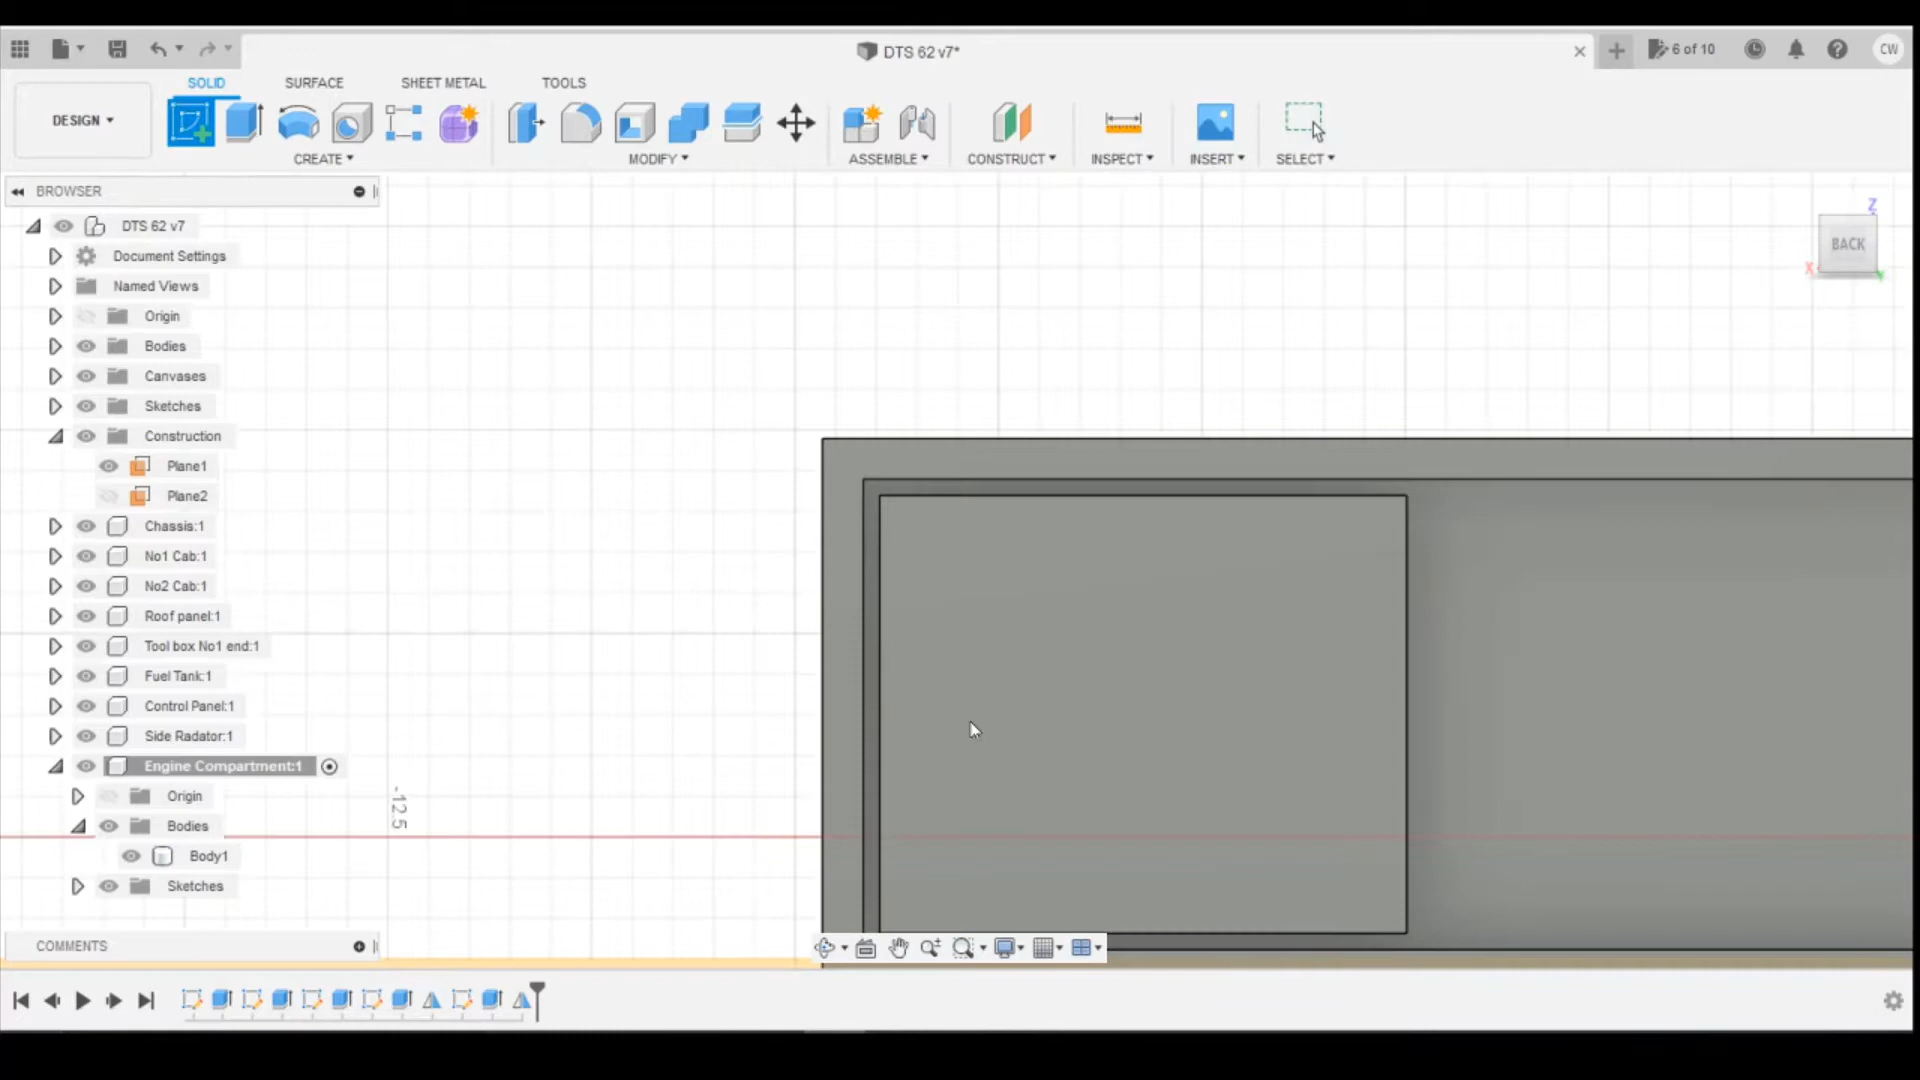 DTS 62 v7*
6 of 10
CW
SOLID
SURFACE
SHEET METAL
TOOLS
DESIGN
CREATE
MODIFY
ASSEMBLE
CONSTRUCT
INSPECT
INSERT
SELECT
BROWSER
DTS 62 v7
Document Settings
Named Views
Origin
Bodies
Canvases
Sketches
Construction
Plane1
Plane2
Chassis:1
No1 Cab:1
No2 Cab:1
Roof panel:1
Tool box No1 end:1
Fuel Tank:1
Control Panel:1
Side Radator:1
Engine Compartment:1
Origin
Bodies
Body1
Sketches
COMMENTS
-12.5
Z
BACK
X
Y